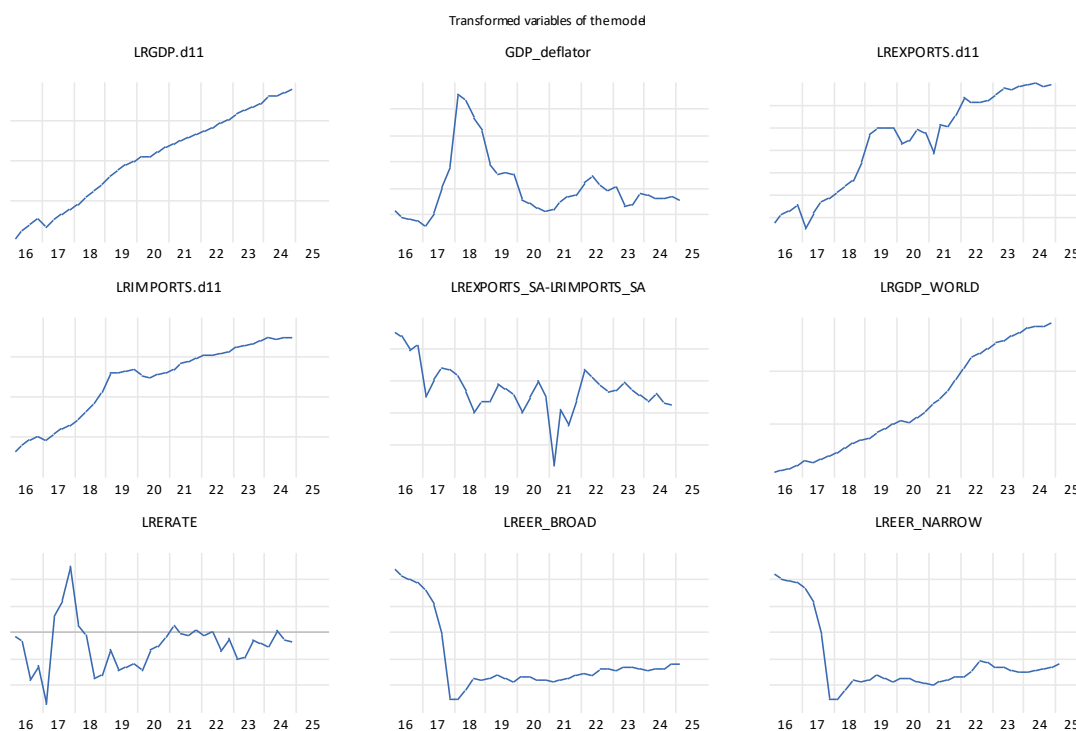 Transformed variables of the model
LRGDP.d11
GDP_deflator
LREXPORTS.d11
16 17 18 19 20 21 22 23 24 25
16 17 18 19 20 21 22 23 24 25
16 17 18 19 20 21 22 23 24 25
LRIMPORTS.d11
LREXPORTS_SA-LRIMPORTS_SA
LRGDP_WORLD
16 17 18 19 20 21 22 23 24 25
16 17 18 19 20 21 22 23 24 25
16 17 18 19 20 21 22 23 24 25
LRERATE
LREER_BROAD
LREER_NARROW
16 17 18 19 20 21 22 23 24 25
16 17 18 19 20 21 22 23 24 25
16 17 18 19 20 21 22 23 24 25